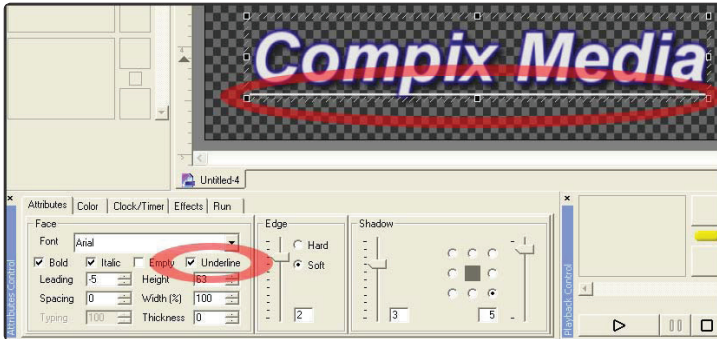 Compix Media
4
5
Untitled-4
Attributes Color Clock/Timer Effects Run
Face Edge Shadow
Font Arial
Hard
Bold Italic Empty Underline
Soft
Leading -5 Height 63
Spacing 0 Width (%) 100
Typing 100 Thickness 0
2 3 5
Attributes Control
Playback Control